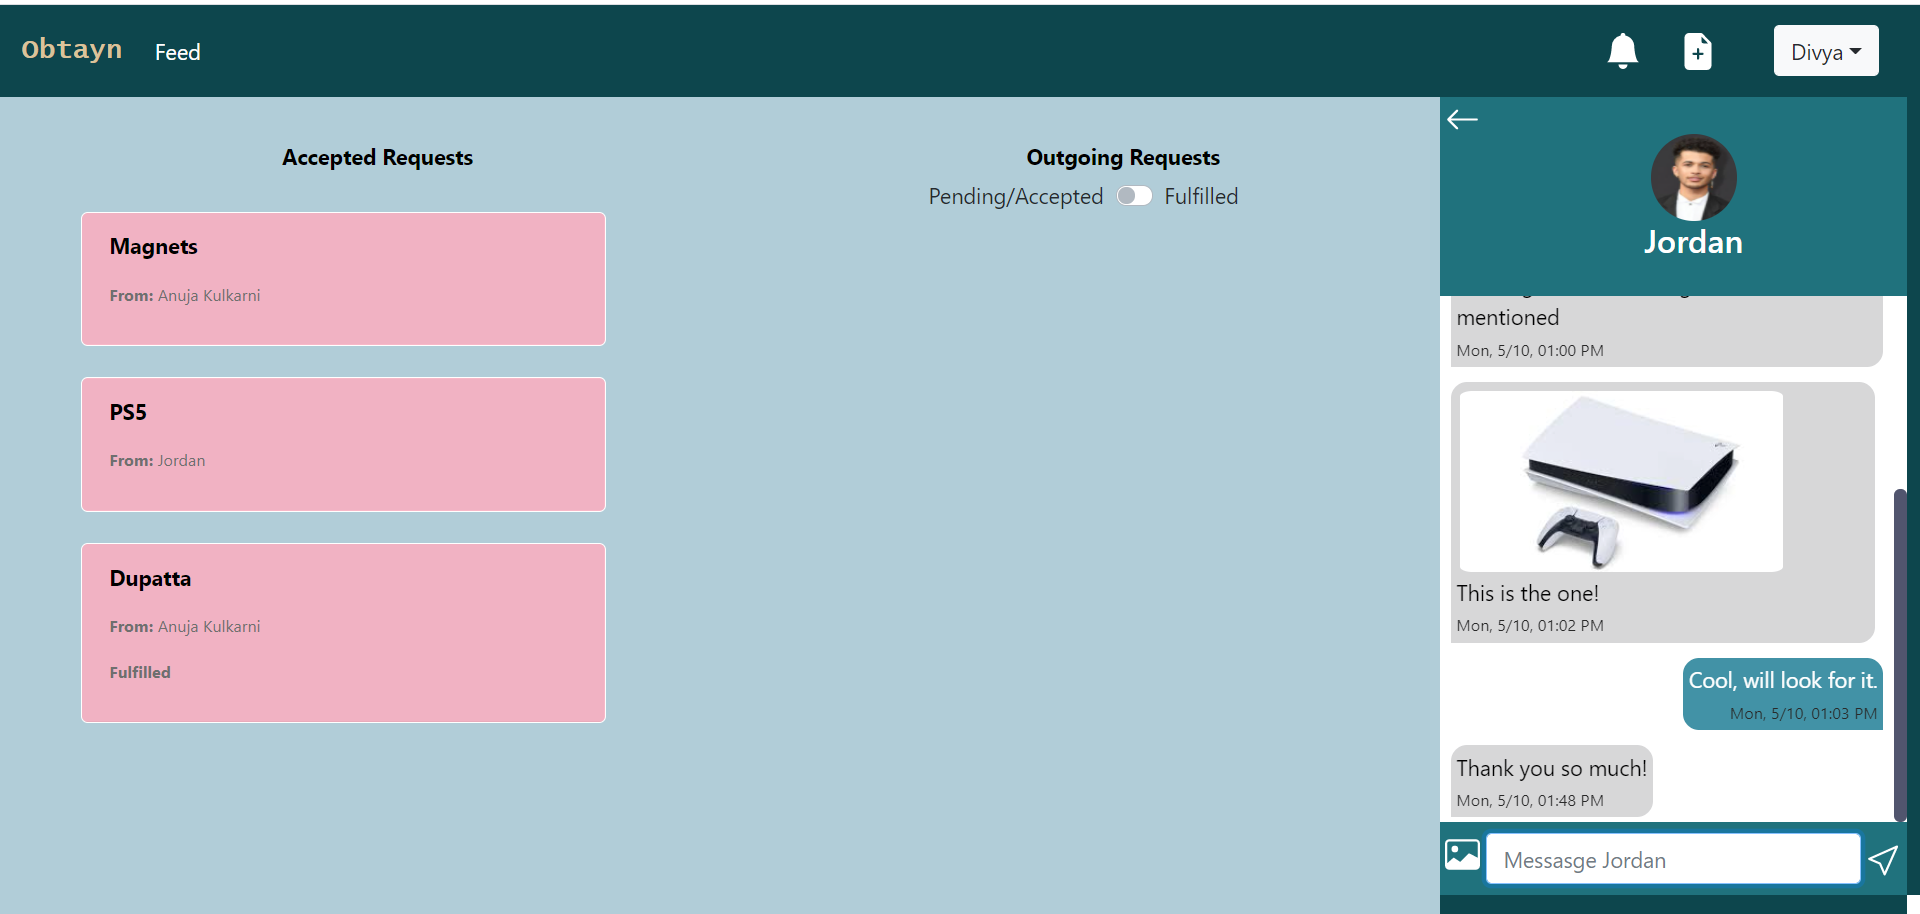 Obtayn
Feed
Divya
Accepted Requests
Magnets
From: Anuja Kulkarni
PS5
From: Jordan
Dupatta
From: Anuja Kulkarni
Fulfilled
Outgoing Requests
Pending/Accepted Fulfilled
Jordan
mentioned
Mon, 5/10, 01:00 PM
This is the one!
Mon, 5/10, 01:02 PM
Cool, will look for it.
Mon, 5/10, 01:03 PM
Thank you so much!
Mon, 5/10, 01:48 PM
Messasge Jordan